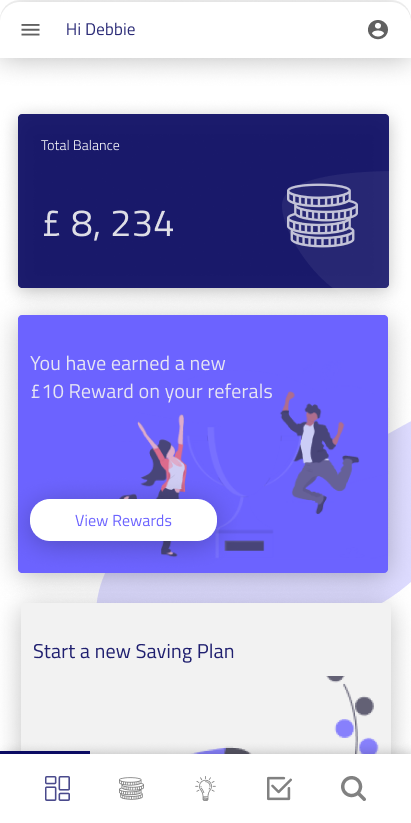 Hi Debbie
Total Balance
£ 8, 234
You have earned a new
£10 Reward on your referals
View Rewards
Start a new Saving Plan